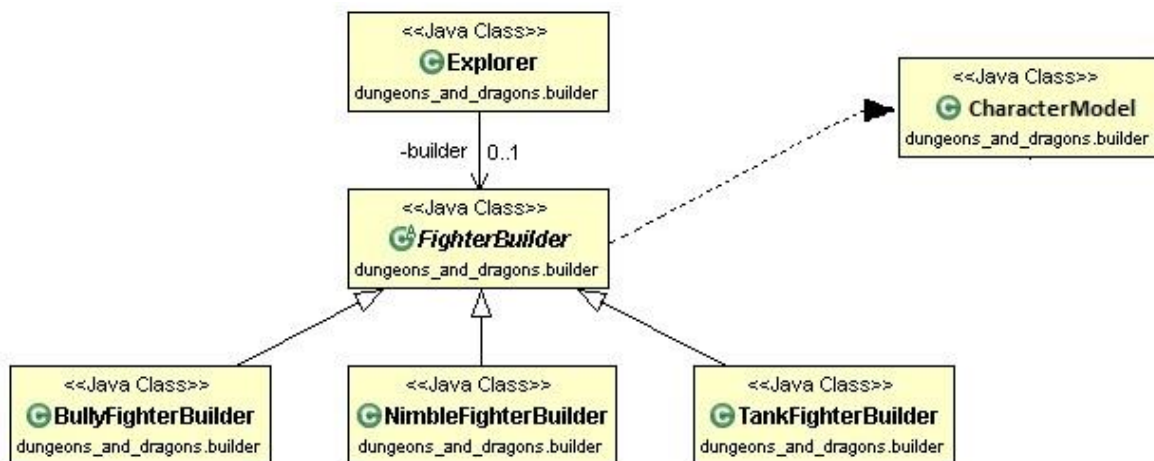 <<Java Class>>
Explorer
dungeons_and_dragons.builder
<<Java Class>>
CharacterModel
dungeons_and_dragons.builder
-builder 0..1
<<Java Class>>
FighterBuilder
dungeons_and_dragons.builder
<<Java Class>>
BullyFighterBuilder
dungeons_and_dragons.builder
<<Java Class>>
NimbleFighterBuilder
dungeons_and_dragons.builder
<<Java Class>>
TankFighterBuilder
dungeons_and_dragons.builder